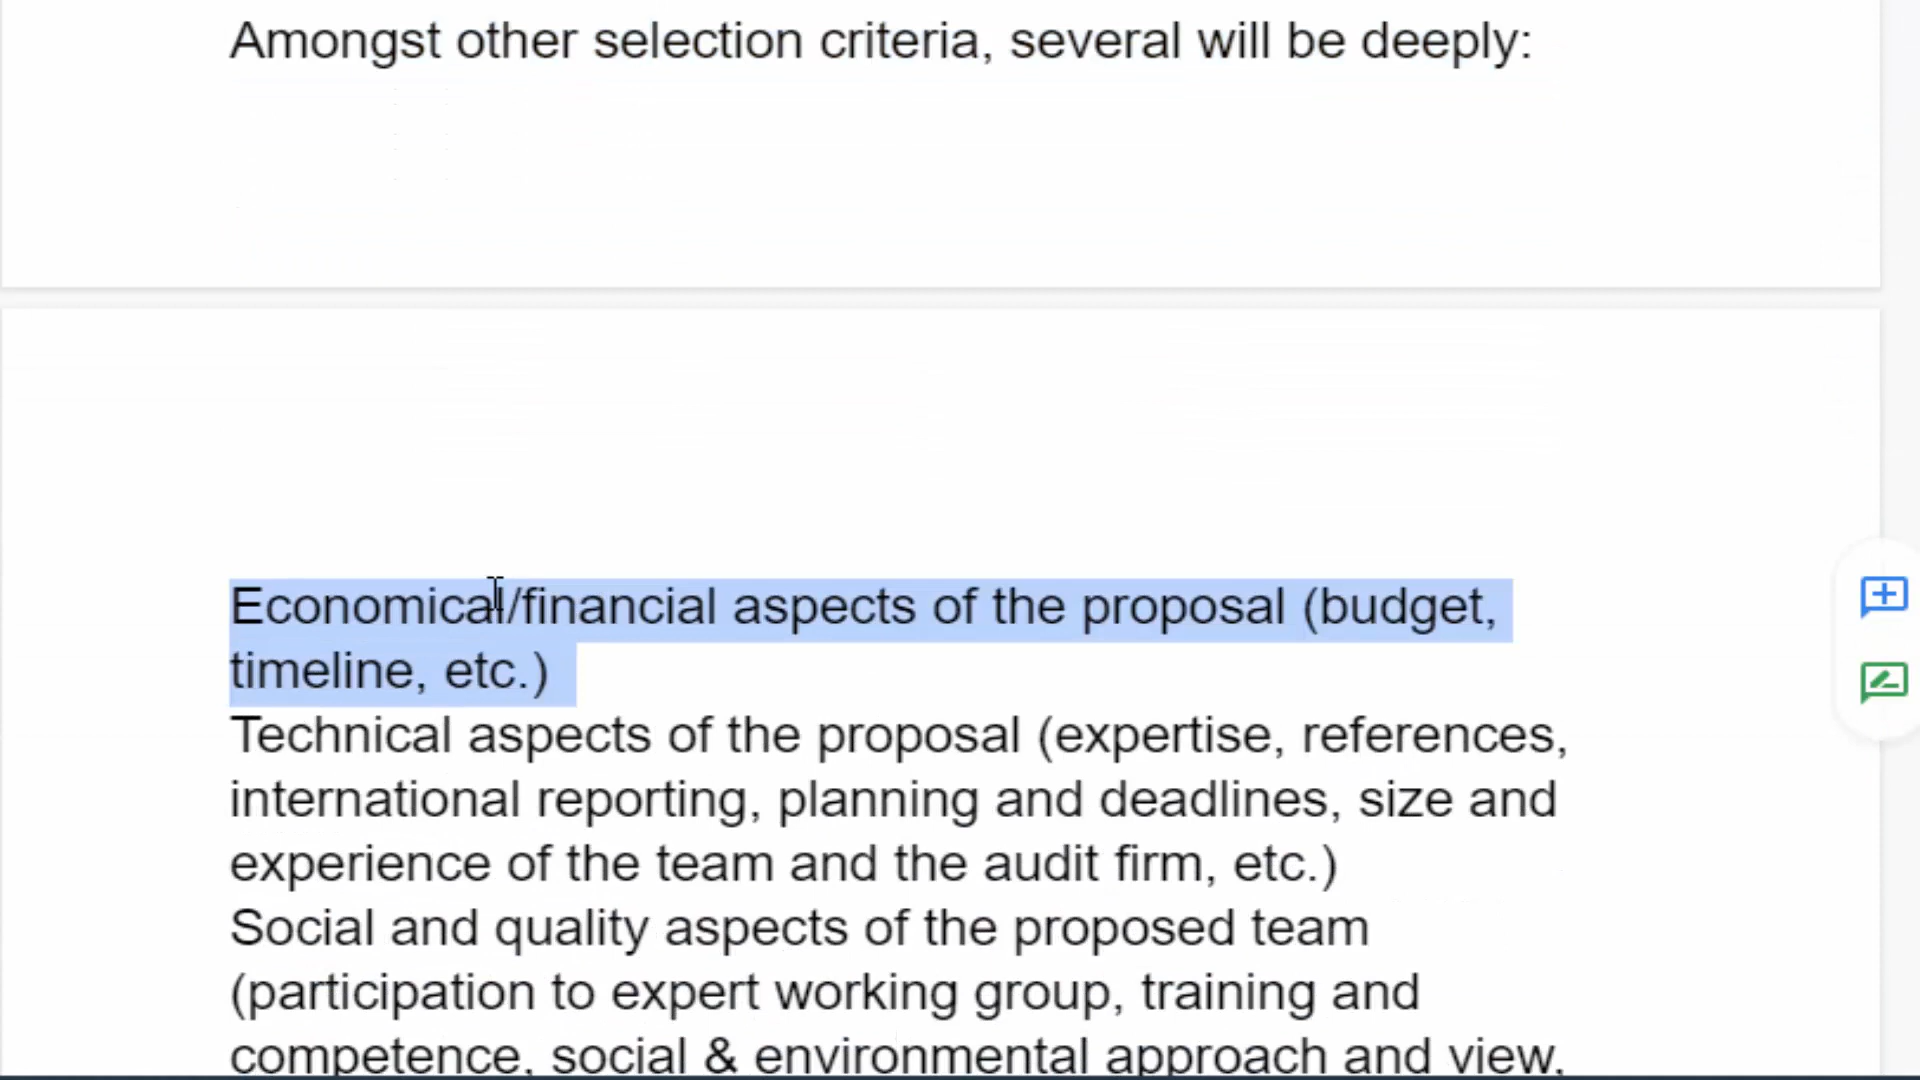 Amongst other selection criteria, several will be deeply:
Economical/financial aspects of the proposal (budget,
timeline, etc.)
Technical aspects of the proposal (expertise, references,
international reporting, planning and deadlines, size and
experience of the team and the audit firm, etc.)
Social and quality aspects of the proposed team
(participation to expert working group, training and
competence, social & environmental approach and view,